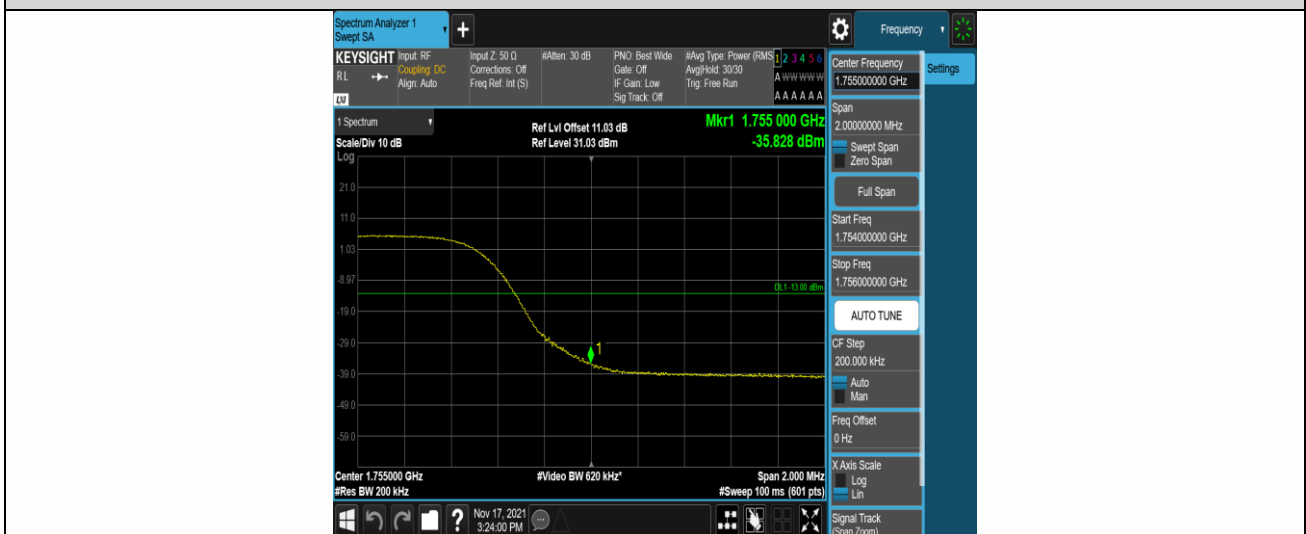 Spectrum Analyzer 1
Swept SA
Frequency
KEYSIGHT
RL
LXI
Input: RF
Coupling: DC
Align: Auto
Input Z: 50 Ω
Corrections: Off
Freq Ref: Int (S)
#Atten: 30 dB
PNO: Best Wide
Gate: Off
IF Gain: Low
Sig Track: Off
#Avg Type: Power (RMS
Avg|Hold: 30/30
Trig: Free Run
1 2 3 4 5 6
A W W W W W
A A A A A A
1 Spectrum
Scale/Div 10 dB
Log
Ref Lvl Offset 11.03 dB
Ref Level 31.03 dBm
Mkr1 1.755 000 GHz
-35.828 dBm
21.0
11.0
1.03
-8.97
-19.0
-29.0
-39.0
-49.0
-59.0
DL1 -13.00 dBm
1
Center 1.755000 GHz
#Res BW 200 kHz
#Video BW 620 kHz*
Span 2.000 MHz
#Sweep 100 ms (601 pts)
Nov 17, 2021
3:24:00 PM
?
Center Frequency
1.755000000 GHz
Span
2.00000000 MHz
Swept Span
Zero Span
Full Span
Start Freq
1.754000000 GHz
Stop Freq
1.756000000 GHz
AUTO TUNE
CF Step
200.000 kHz
Auto
Man
Freq Offset
0 Hz
X Axis Scale
Log
Lin
Signal Track
(Span Zoom)
Settings